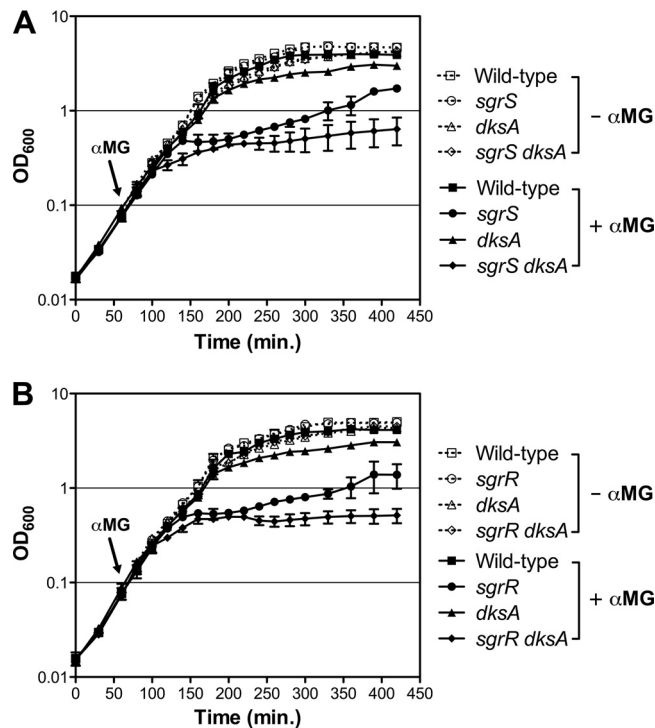 A
10
1
0.1
0.01
OD600
αMG
0 50 100 150 200 250 300 350 400 450
Time (min.)
Wild-type
sgrS
dksA
sgrS dksA
– αMG
Wild-type
sgrS
dksA
sgrS dksA
+ αMG
B
10
1
0.1
0.01
OD600
αMG
0 50 100 150 200 250 300 350 400 450
Time (min.)
Wild-type
sgrR
dksA
sgrR dksA
– αMG
Wild-type
sgrR
dksA
sgrR dksA
+ αMG